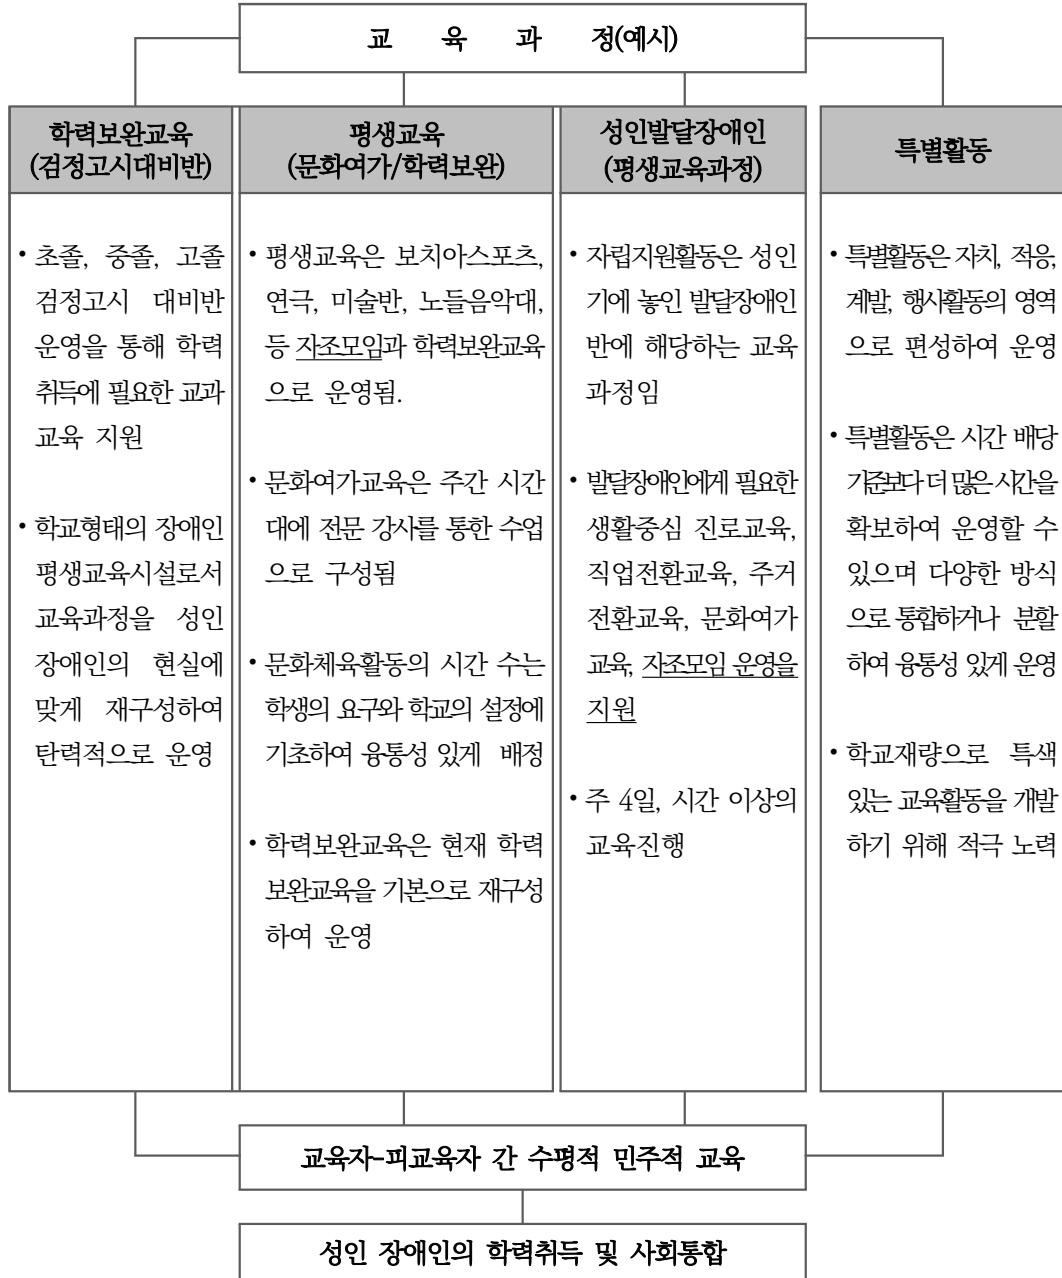 교 육 과 정(예시)
학력보완교육
(검정고시대비반)
• 초졸, 중졸, 고졸
검정고시 대비반
운영을 통해 학력
취득에 필요한 교과
교육 지원
• 학교형태의 장애인
평생교육시설로서
교육과정을 성인
장애인의 현실에
맞게 재구성하여
탄력적으로 운영
평생교육
(문화여가/학력보완)
• 평생교육은 보치아스포츠,
연극, 미술반, 노들음악대,
등 자조모임과 학력보완교육
으로 운영됨.
• 문화여가교육은 주간 시간
대에 전문 강사를 통한 수업
으로 구성됨
• 문화체육활동의 시간 수는
학생의 요구와 학교의 설정에
기초하여 융통성 있게 배정
• 학력보완교육은 현재 학력
보완교육을 기본으로 재구성
하여 운영
성인발달장애인
(평생교육과정)
• 자립지원활동은 성인
기에 놓인 발달장애인
반에 해당하는 교육
과정임
• 발달장애인에게 필요한
생활중심 진로교육,
직업전환교육, 주거
전환교육, 문화여가
교육, 자조모임 운영을
지원
• 주 4일, 시간 이상의
교육진행
특별활동
• 특별활동은 자치, 적응,
계발, 행사활동의 영역
으로 편성하여 운영
• 특별활동은 시간 배당
기준보다 더 많은 시간을
확보하여 운영할 수
있으며 다양한 방식
으로 통합하거나 분할
하여 융통성 있게 운영
• 학교재량으로 특색
있는 교육활동을 개발
하기 위해 적극 노력
교육자-피교육자 간 수평적 민주적 교육
성인 장애인의 학력취득 및 사회통합